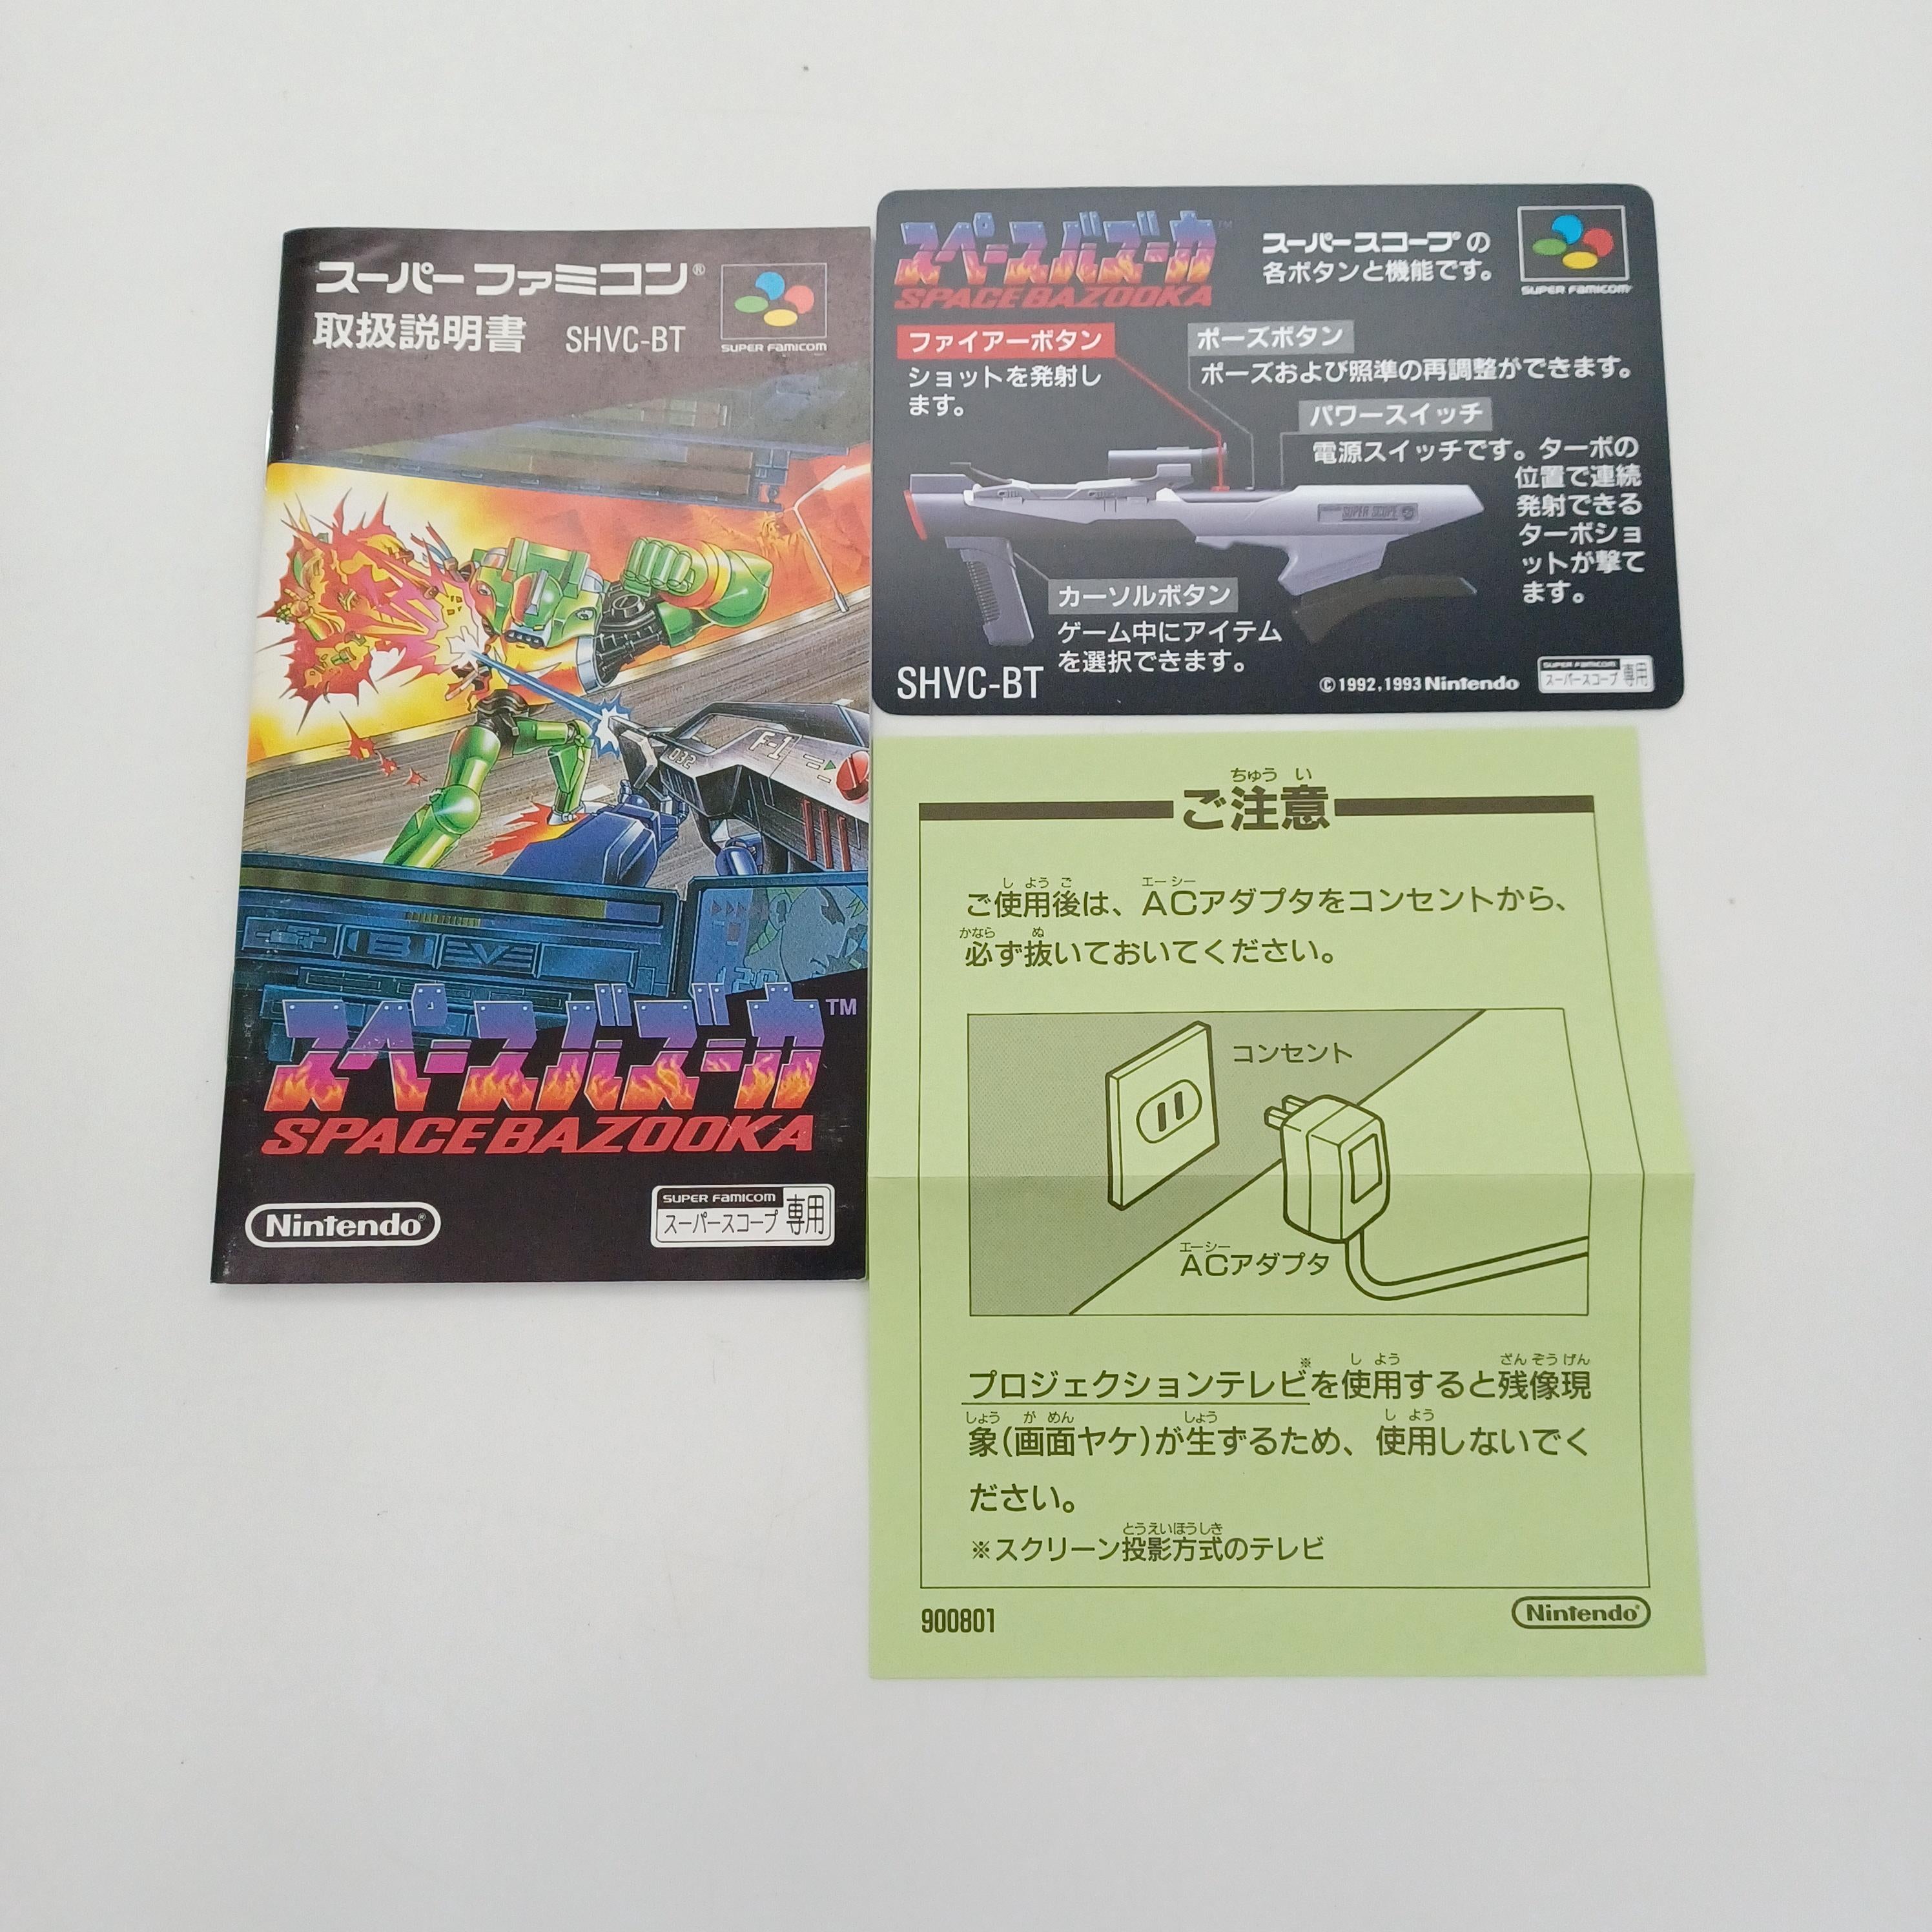 スーパーファミコン®
取扱説明書 SHVC-BT
SUPER FAMICOM
032
F-1
スペースバズーカ™
SPACE BAZOOKA
Nintendo®
SUPER FAMICOM
スーパースコープ 専用
スペースバズーカ™
SPACE BAZOOKA
スーパースコープの
各ボタンと機能です。
SUPER FAMICOM
ファイアーボタン
ショットを発射し
ます。
ポーズボタン
ポーズおよび照準の再調整ができます。
パワースイッチ
電源スイッチです。ターボの
位置で連続
発射できる
ターボショ
ットが撃て
ます。
SUPER SCOPE
カーソルボタン
ゲーム中にアイテム
を選択できます。
SHVC-BT
©1992,1993 Nintendo
SUPER FAMICOM
スーパースコープ 専用
ちゅう い
ご注意
し よう ご エーシー
ご使用後は、ACアダプタをコンセントから、
かなら ぬ
必ず抜いておいてください。
コンセント
エーシー
ACアダプタ
※ し よう ざん ぞう げん
プロジェクションテレビを使用すると残像現
しょう が めん しょう し よう
象(画面ヤケ)が生ずるため、使用しないでく
ださい。
とうえいほうしき
※スクリーン投影方式のテレビ
900801
Nintendo®